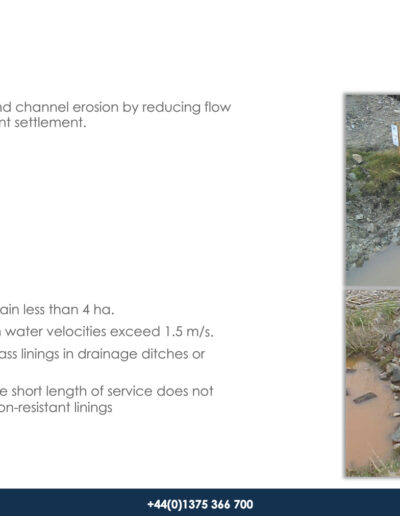 nd channel erosion by reducing flow
nt settlement.
ain less than 4 ha.
n water velocities exceed 1.5 m/s.
ass linings in drainage ditches or
e short length of service does not
on-resistant linings
+44(0)1375 366 700